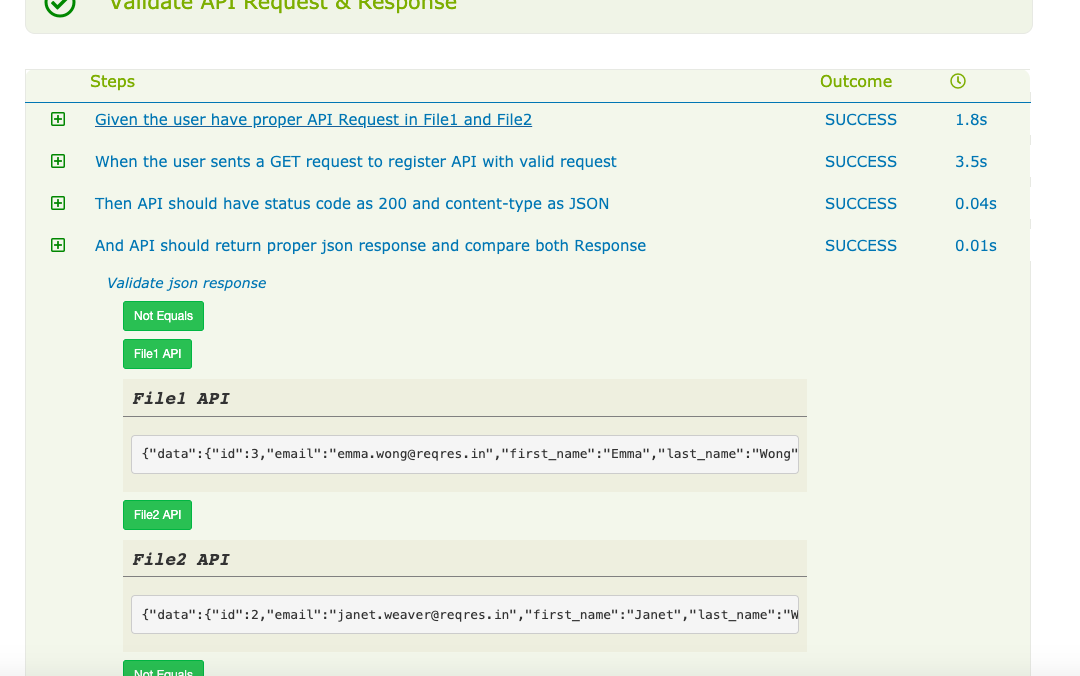 Validate API Request & Response
Steps Outcome
Given the user have proper API Request in File1 and File2 SUCCESS 1.8s
When the user sents a GET request to register API with valid request SUCCESS 3.5s
Then API should have status code as 200 and content-type as JSON SUCCESS 0.04s
And API should return proper json response and compare both Response SUCCESS 0.01s
Validate json response
Not Equals
File1 API
File1 API
{"data":{"id":3,"email":"emma.wong@reqres.in","first_name":"Emma","last_name":"Wong"
File2 API
File2 API
{"data":{"id":2,"email":"janet.weaver@reqres.in","first_name":"Janet","last_name":"W
Not Equals